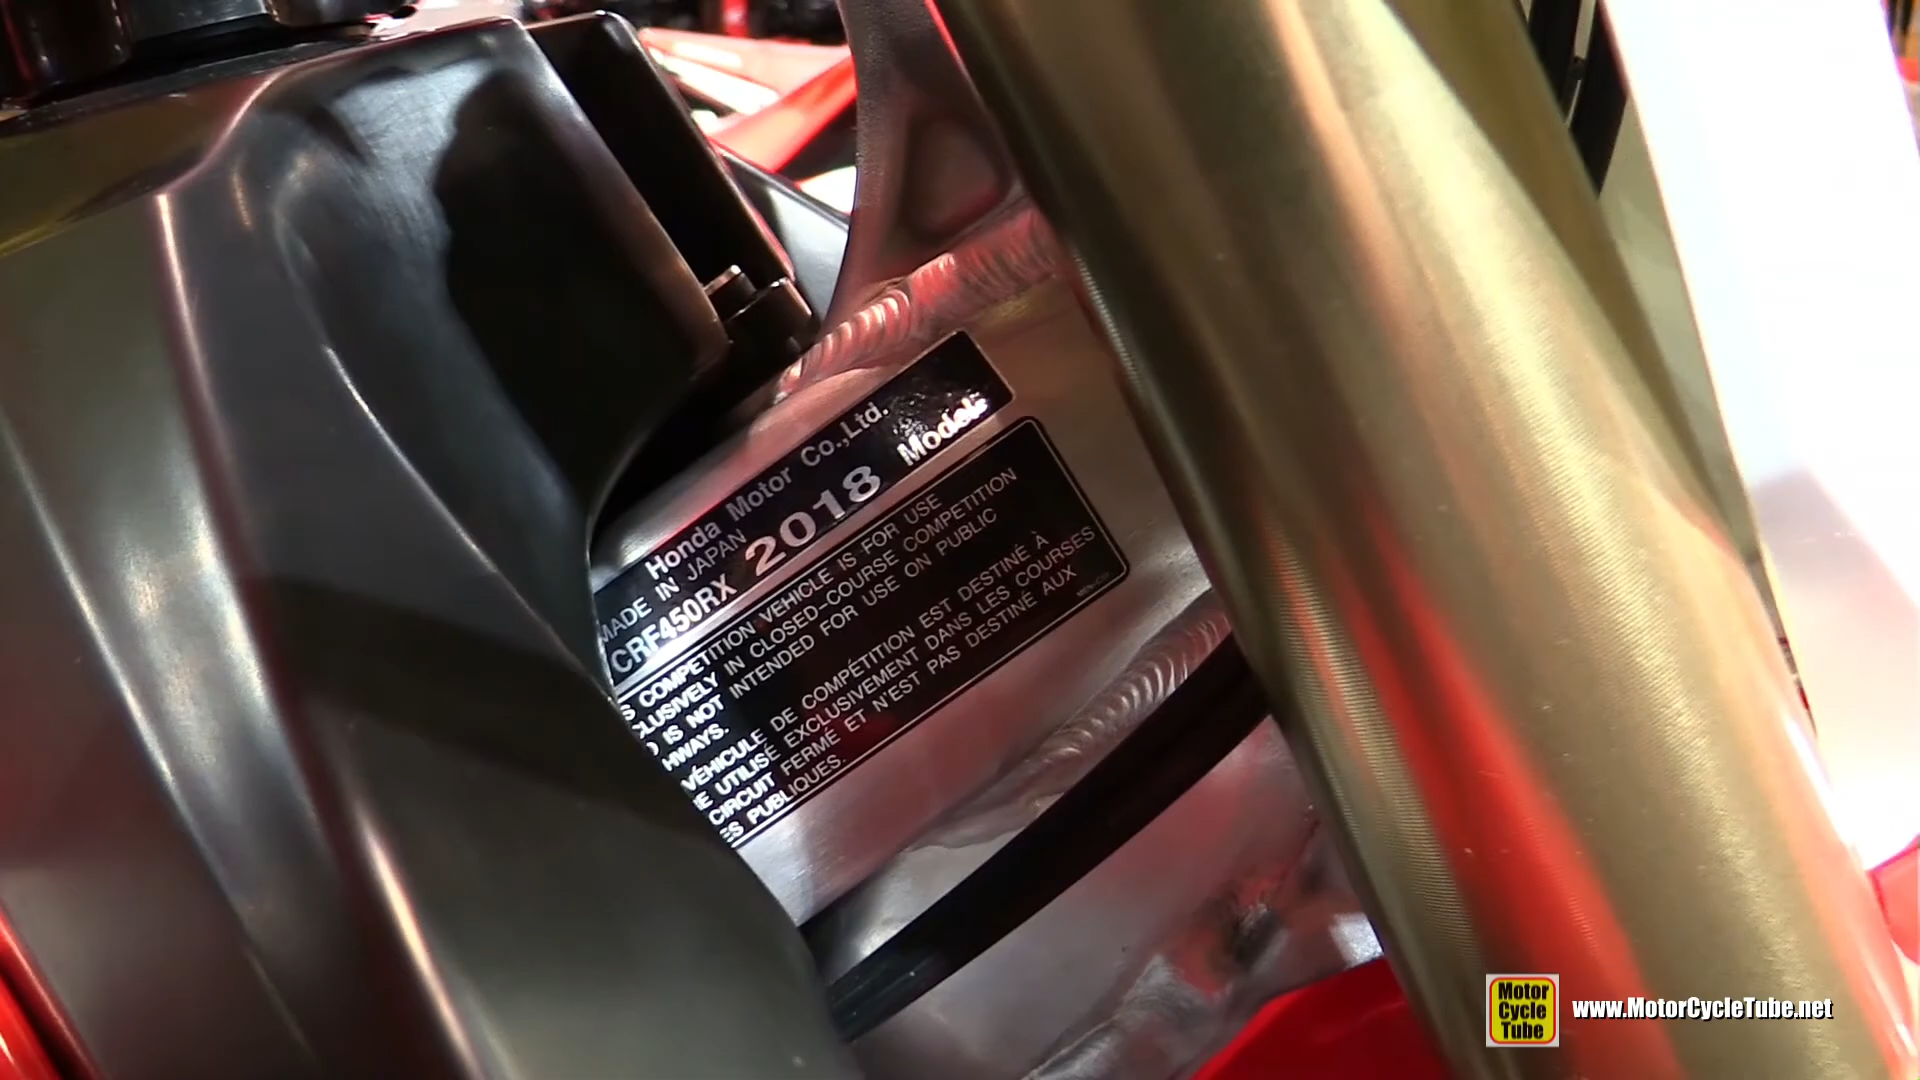 Honda Motor Co.,Ltd.
MADE IN JAPAN
CRF450RX 2018 Models
COMPETITION VEHICLE IS FOR USE
CLUSIVELY IN CLOSED-COURSE COMPETITION
IS NOT INTENDED FOR USE ON PUBLIC
HWAYS.
VÉHICULE DE COMPÉTITION EST DESTINÉ À
UTILISÉ EXCLUSIVEMENT DANS LES COURSES
CIRCUIT FERMÉ ET N'EST PAS DESTINÉ AUX
ES PUBLIQUES.
Motor
Cycle
Tube
www.MotorCycleTube.net